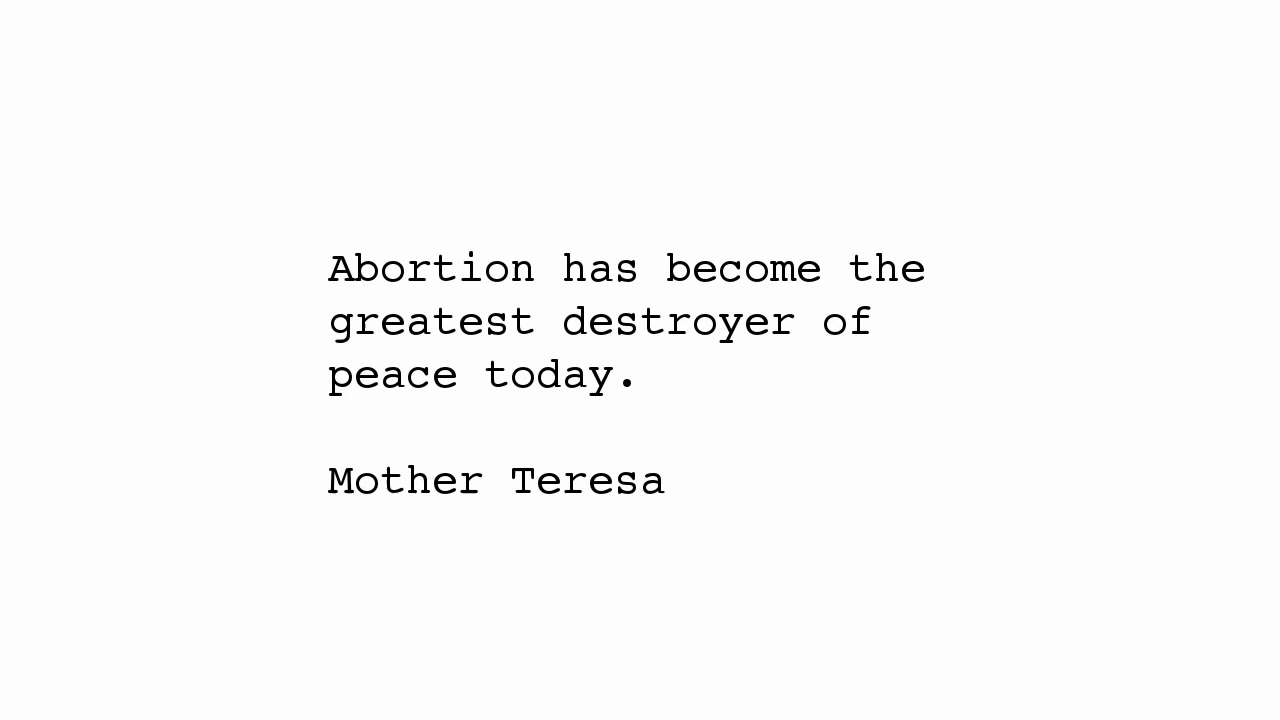 Abortion has become the
greatest destroyer of
peace today.
Mother Teresa